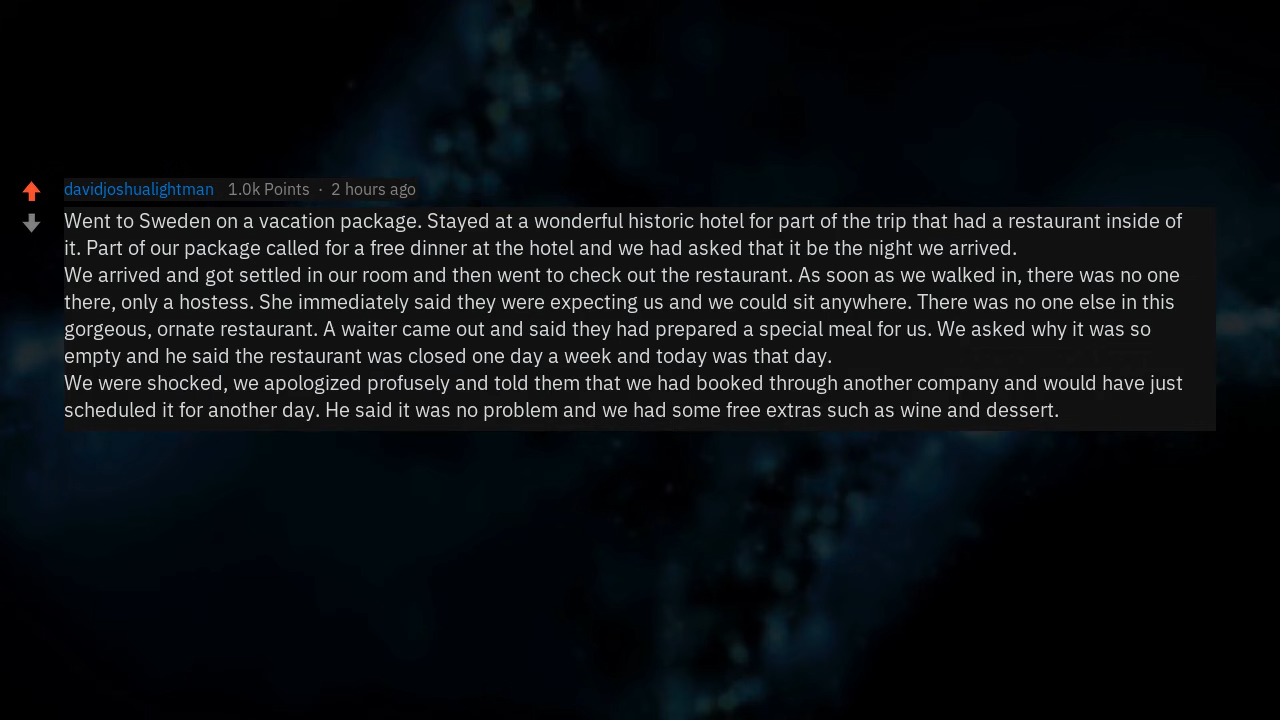 davidjoshualightman 1.0k Points · 2 hours ago
Went to Sweden on a vacation package. Stayed at a wonderful historic hotel for part of the trip that had a restaurant inside of
it. Part of our package called for a free dinner at the hotel and we had asked that it be the night we arrived.
We arrived and got settled in our room and then went to check out the restaurant. As soon as we walked in, there was no one
there, only a hostess. She immediately said they were expecting us and we could sit anywhere. There was no one else in this
gorgeous, ornate restaurant. A waiter came out and said they had prepared a special meal for us. We asked why it was so
empty and he said the restaurant was closed one day a week and today was that day.
We were shocked, we apologized profusely and told them that we had booked through another company and would have just
scheduled it for another day. He said it was no problem and we had some free extras such as wine and dessert.